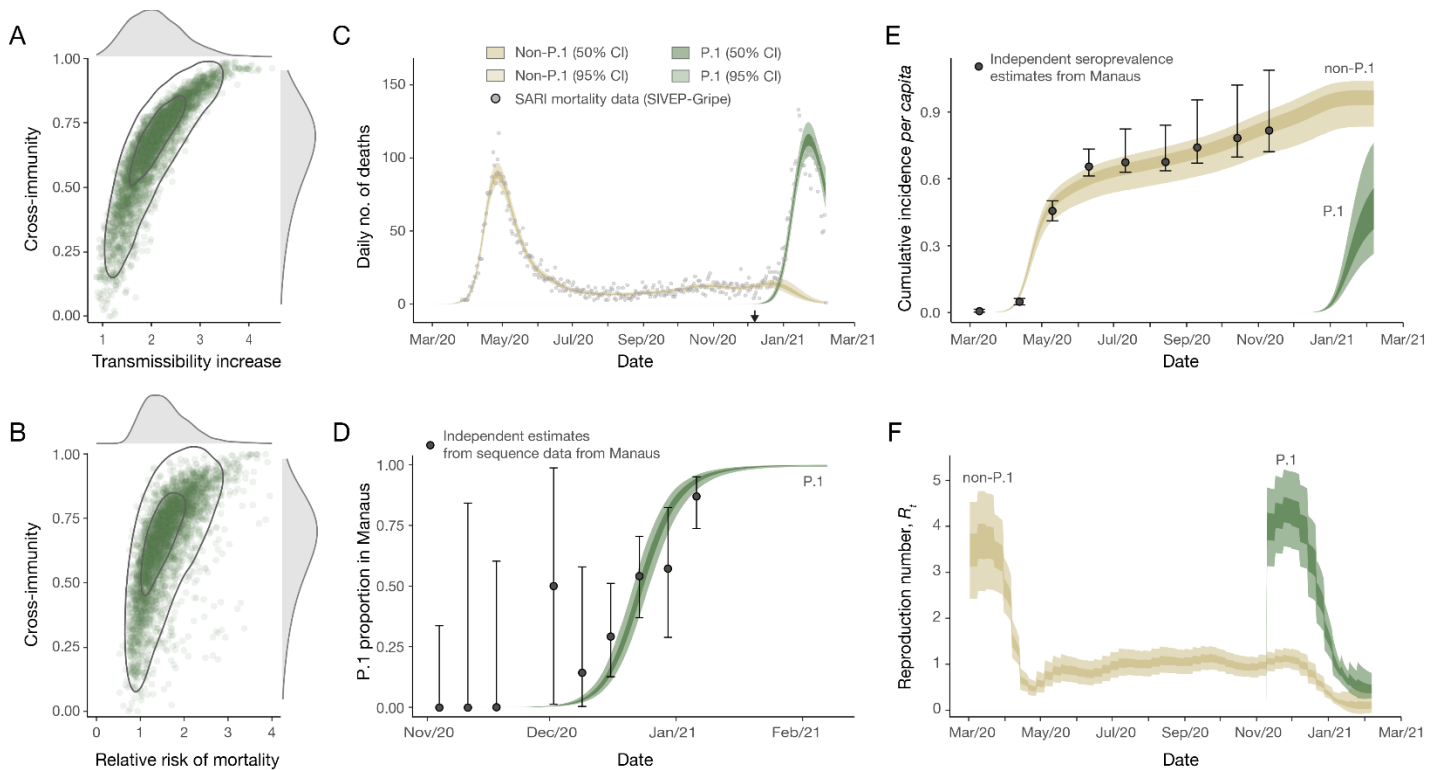 A
1.00
0.75
0.50
0.25
0.00
Cross-immunity
1
2
3
4
Transmissibility increase
B
1.00
0.75
0.50
0.25
0.00
Cross-immunity
0
1
2
3
4
Relative risk of mortality
C
Non-P.1 (50% CI)
P.1 (50% CI)
Non-P.1 (95% CI)
P.1 (95% CI)
SARI mortality data (SIVEP-Gripe)
150
100
50
0
Daily no. of deaths
Mar/20
May/20
Jul/20
Sep/20
Nov/20
Jan/21
Mar/21
Date
D
Independent estimates
from sequence data from Manaus
1.00
0.75
0.50
0.25
0.00
P.1 proportion in Manaus
P.1
Nov/20
Dec/20
Jan/21
Feb/21
Date
E
Independent seroprevalence
estimates from Manaus
non-P.1
P.1
0.9
0.6
0.3
0.0
Cumulative incidence per capita
Mar/20
May/20
Jul/20
Sep/20
Nov/20
Jan/21
Mar/21
Date
F
non-P.1
P.1
5
4
3
2
1
0
Reproduction number, Rt
Mar/20
May/20
Jul/20
Sep/20
Nov/20
Jan/21
Mar/21
Date